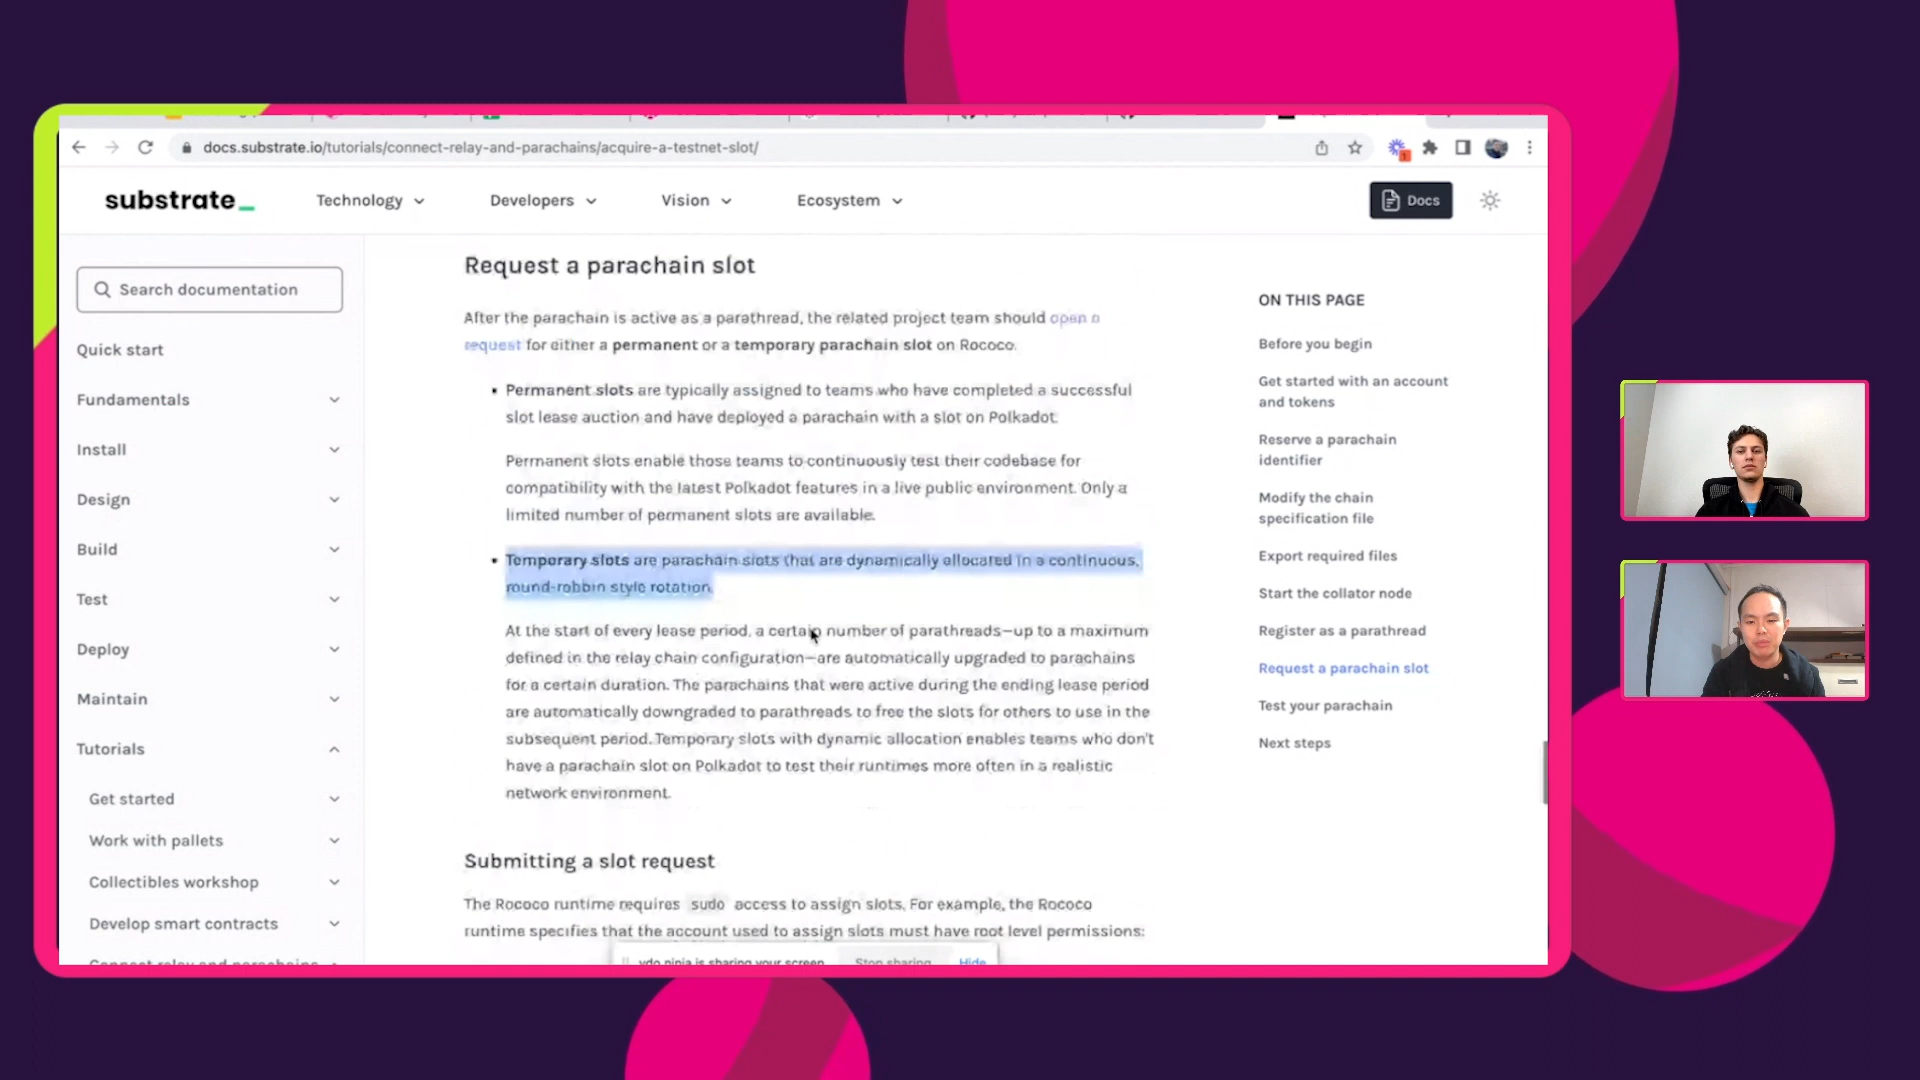 docs.substrate.io/tutorials/connect-relay-and-parachains/acquire-a-testnet-slot/
substrate_
Technology
Developers
Vision
Ecosystem
Docs
Search documentation
Quick start
Fundamentals
Install
Design
Build
Test
Deploy
Maintain
Tutorials
Get started
Work with pallets
Collectibles workshop
Develop smart contracts
Connect relay and parachains
Request a parachain slot
After the parachain is active as a parathread, the related project team should open a
request for either a permanent or a temporary parachain slot on Rococo.
• Permanent slots are typically assigned to teams who have completed a successful
slot lease auction and have deployed a parachain with a slot on Polkadot.
Permanent slots enable those teams to continuously test their codebase for
compatibility with the latest Polkadot features in a live public environment. Only a
limited number of permanent slots are available.
• Temporary slots are parachain slots that are dynamically allocated in a continuous,
round-robbin style rotation.
At the start of every lease period, a certain number of parathreads—up to a maximum
defined in the relay chain configuration—are automatically upgraded to parachains
for a certain duration. The parachains that were active during the ending lease period
are automatically downgraded to parathreads to free the slots for others to use in the
subsequent period. Temporary slots with dynamic allocation enables teams who don't
have a parachain slot on Polkadot to test their runtimes more often in a realistic
network environment.
Submitting a slot request
The Rococo runtime requires sudo access to assign slots. For example, the Rococo
runtime specifies that the account used to assign slots must have root level permissions:
vdo.ninja is sharing your screen.
Stop sharing
Hide
ON THIS PAGE
Before you begin
Get started with an account
and tokens
Reserve a parachain
identifier
Modify the chain
specification file
Export required files
Start the collator node
Register as a parathread
Request a parachain slot
Test your parachain
Next steps